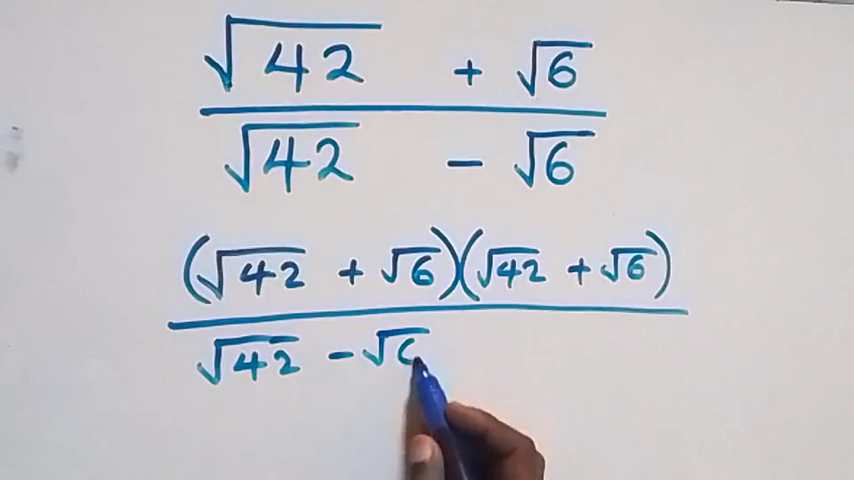 √42 + √6
√42 - √6
(√42 + √6)(√42 + √6)
√42 - √6